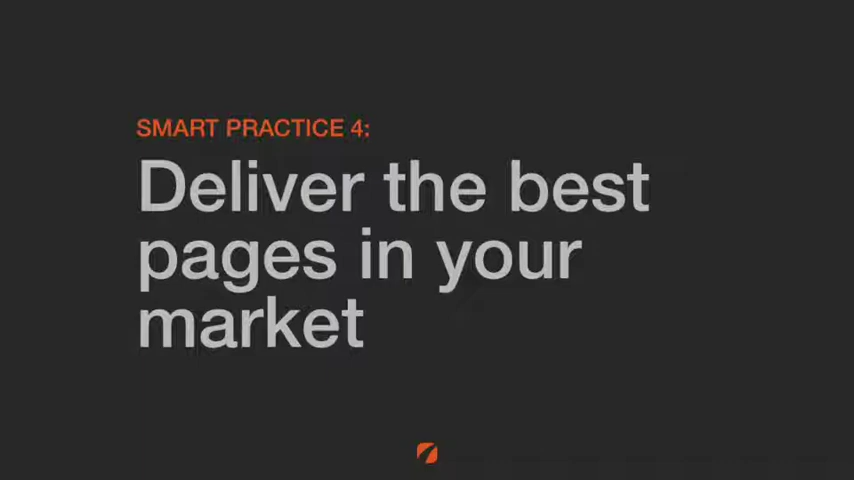 SMART PRACTICE 4:
Deliver the best
pages in your
market